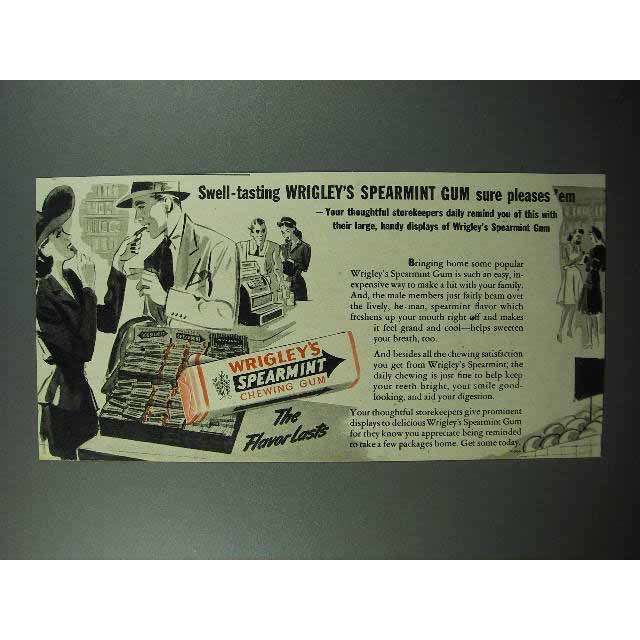 Swell-tasting WRIGLEY'S SPEARMINT GUM sure pleases 'em
—Your thoughtful storekeepers daily remind you of this with
their large, handy displays of Wrigley's Spearmint Gum
Bringing home some popular
Wrigley's Spearmint Gum is such an easy, in-
expensive way to make a hit with your family.
And, the male members just fairly beam over
the lively, he-man, spearmint flavor which
freshens up your mouth right off and makes
it feel grand and cool—helps sweeten
your breath, too.
And besides all the chewing satisfaction
you get from Wrigley's Spearmint, the
daily chewing is just fine to help keep
your teeth bright, your smile good-
looking, and aid your digestion.
Your thoughtful storekeepers give prominent
displays to delicious Wrigley's Spearmint Gum
for they know you appreciate being reminded
to take a few packages home. Get some today.
WRIGLEY'S
SPEARMINT
CHEWING GUM
The
Flavor Lasts